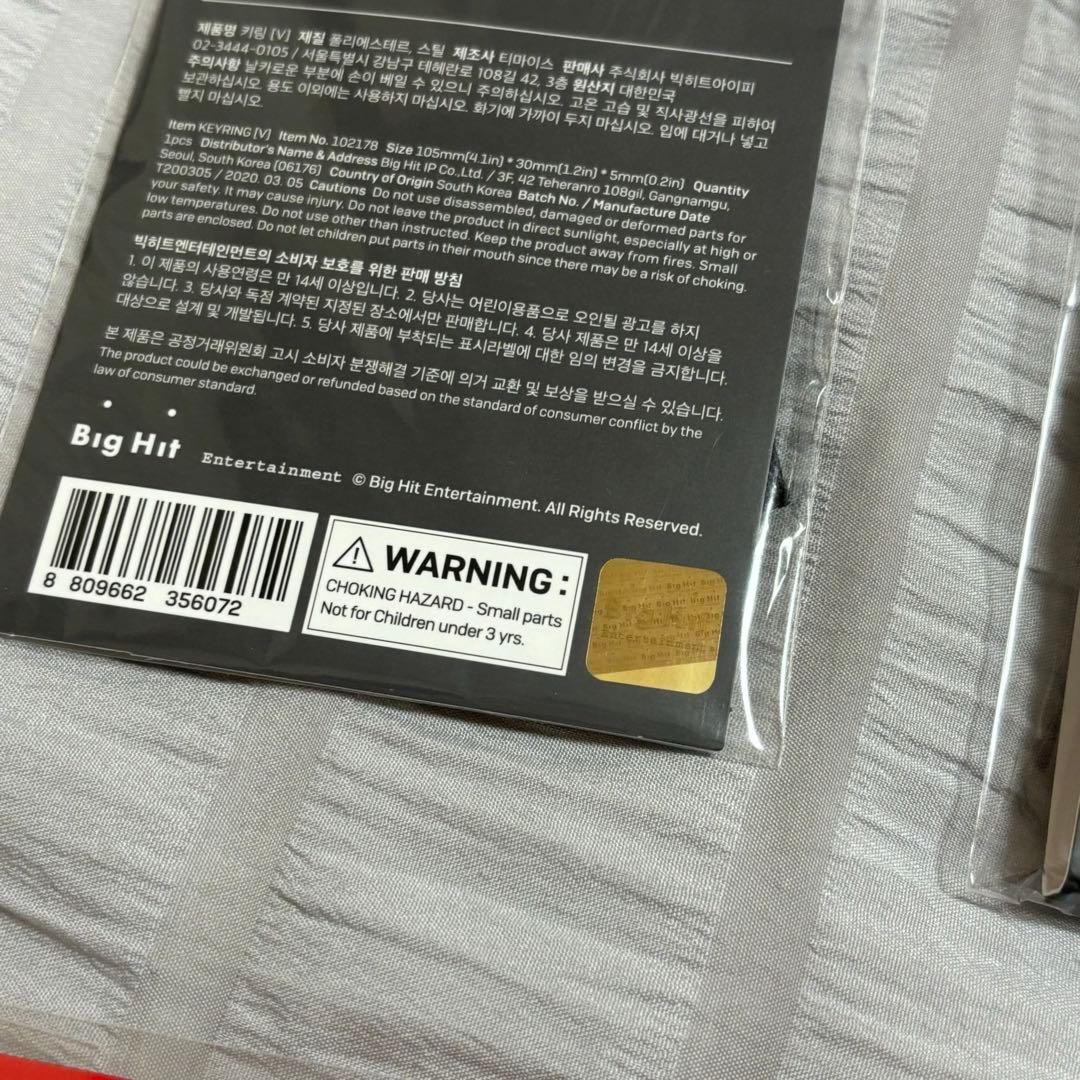 제품명 키링 [V] 재질 폴리에스테르, 스틸 제조사 티마이스 판매사 주식회사 빅히트아이피
02-3444-0105 / 서울특별시 강남구 테헤란로 108길 42, 3층 원산지 대한민국
주의사항 날카로운 부분에 손이 베일 수 있으니 주의하십시오. 고온 고습 및 직사광선을 피하여
보관하십시오. 용도 이외에는 사용하지 마십시오. 화기에 가까이 두지 마십시오. 입에 대거나 넣고
빨지 마십시오.
Item KEYRING [V] Item No. 102178 Size 105mm(4.1in) * 30mm(1.2in) * 5mm(0.2in) Quantity
1pcs Distributor's Name & Address Big Hit IP Co.,Ltd. / 3F, 42 Teheranro 108gil, Gangnamgu,
Seoul, South Korea (06176) Country of Origin South Korea Batch No. / Manufacture Date
T200305 / 2020. 03. 05 Cautions Do not use disassembled, damaged or deformed parts for
your safety. It may cause injury. Do not leave the product in direct sunlight, especially at high or
low temperatures. Do not use other than instructed. Keep the product away from fires. Small
parts are enclosed. Do not let children put parts in their mouth since there may be a risk of choking.
빅히트엔터테인먼트의 소비자 보호를 위한 판매 방침
1. 이 제품의 사용연령은 만 14세 이상입니다. 2. 당사는 어린이용품으로 오인될 광고를 하지
않습니다. 3. 당사와 독점 계약된 지정된 장소에서만 판매합니다. 4. 당사 제품은 만 14세 이상을
대상으로 설계 및 개발됩니다. 5. 당사 제품에 부착되는 표시라벨에 대한 임의 변경을 금지합니다.
본 제품은 공정거래위원회 고시 소비자 분쟁해결 기준에 의거 교환 및 보상을 받으실 수 있습니다.
The product could be exchanged or refunded based on the standard of consumer conflict by the
law of consumer standard.
Big Hit Entertainment © Big Hit Entertainment. All Rights Reserved.
8 809662 356072
WARNING :
CHOKING HAZARD - Small parts
Not for Children under 3 yrs.
Big Hit
Entertainment
Big Hit